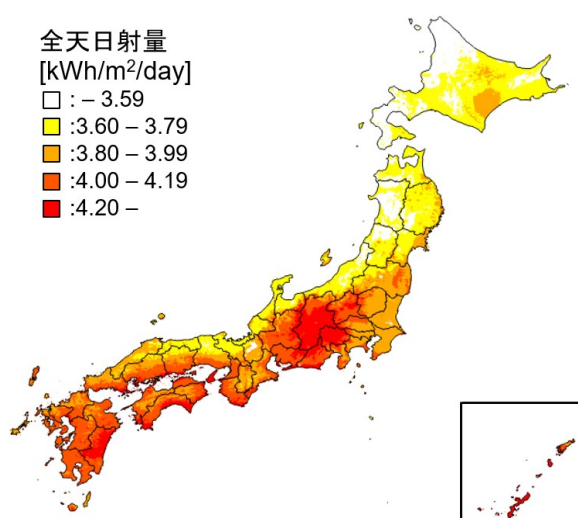 全天日射量
[kWh/m²/day]
: – 3.59
:3.60 – 3.79
:3.80 – 3.99
:4.00 – 4.19
:4.20 –